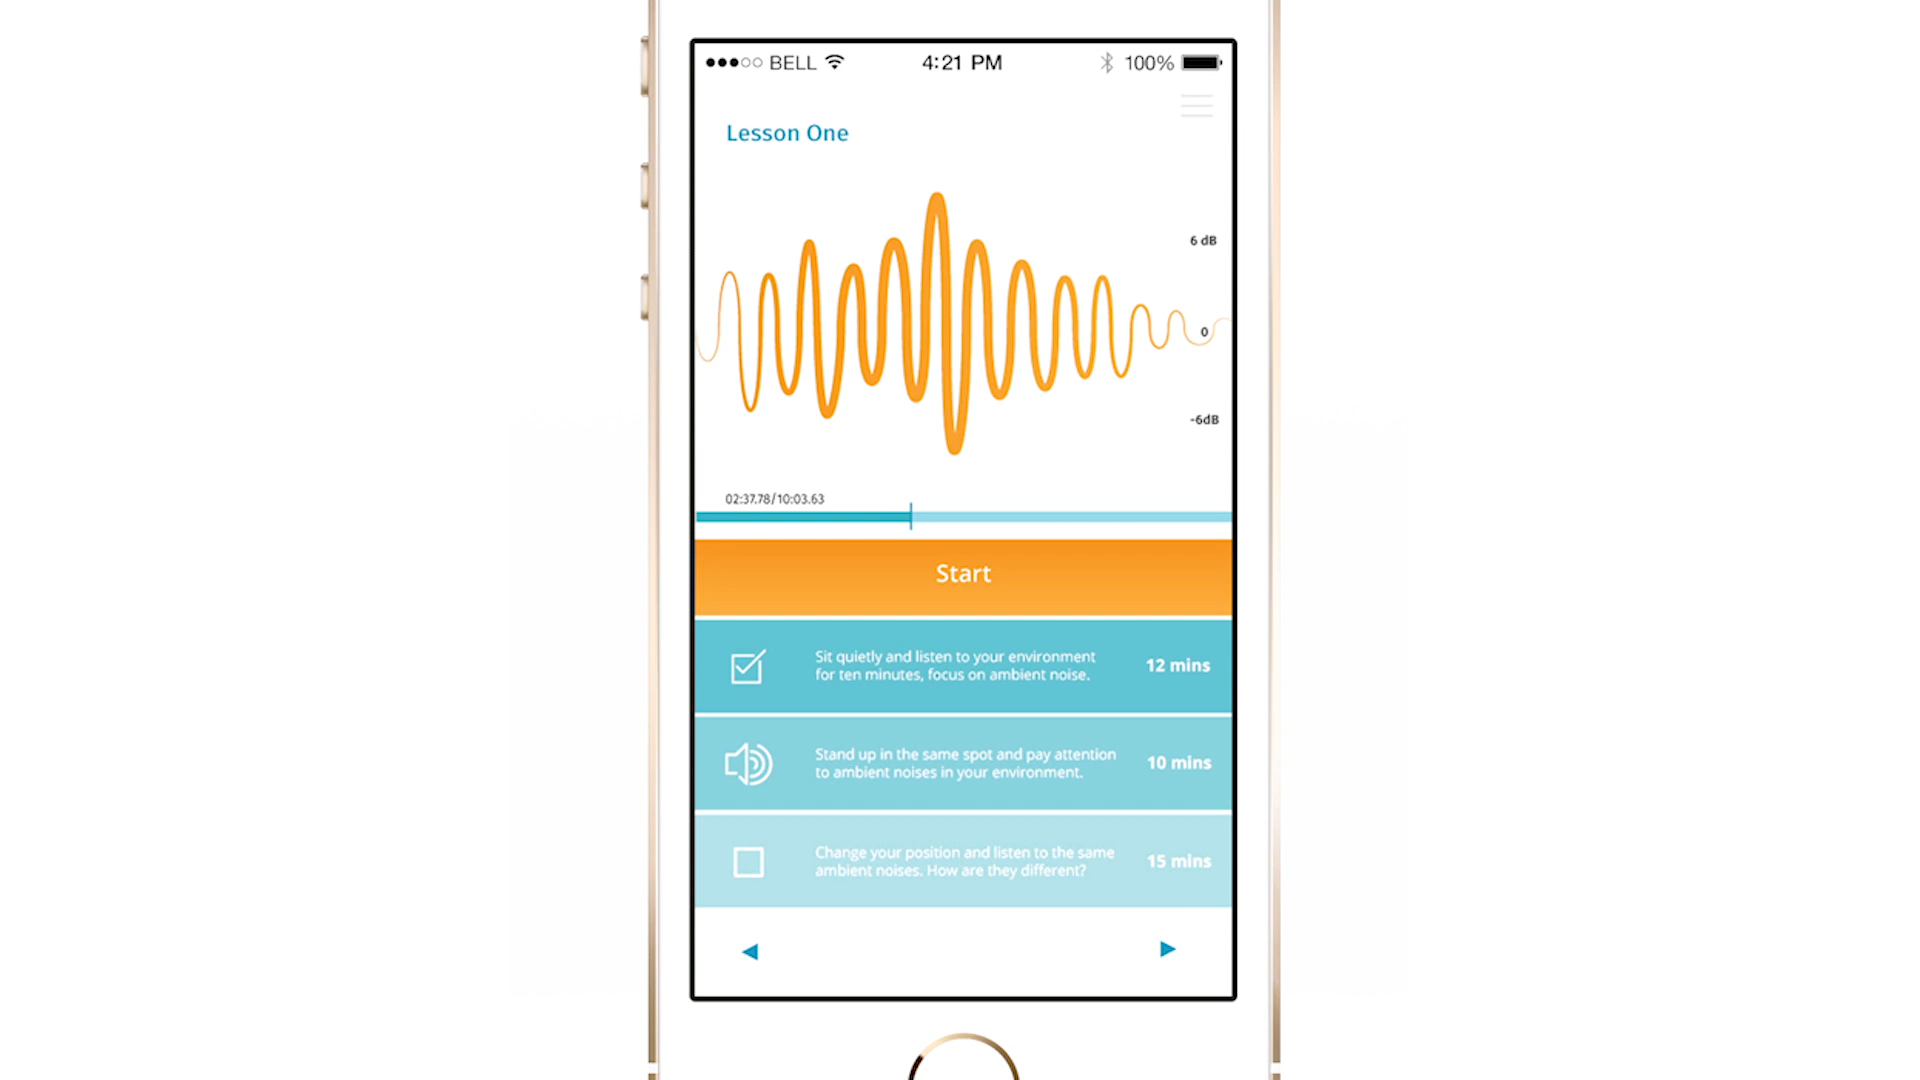 BELL 4:21 PM 100%
Lesson One
6 dB
0
-6dB
02:37.78/10:03.63
Start
Sit quietly and listen to your environment
for ten minutes, focus on ambient noise.
12 mins
Stand up in the same spot and pay attention
to ambient noises in your environment.
10 mins
Change your position and listen to the same
ambient noises. How are they different?
15 mins